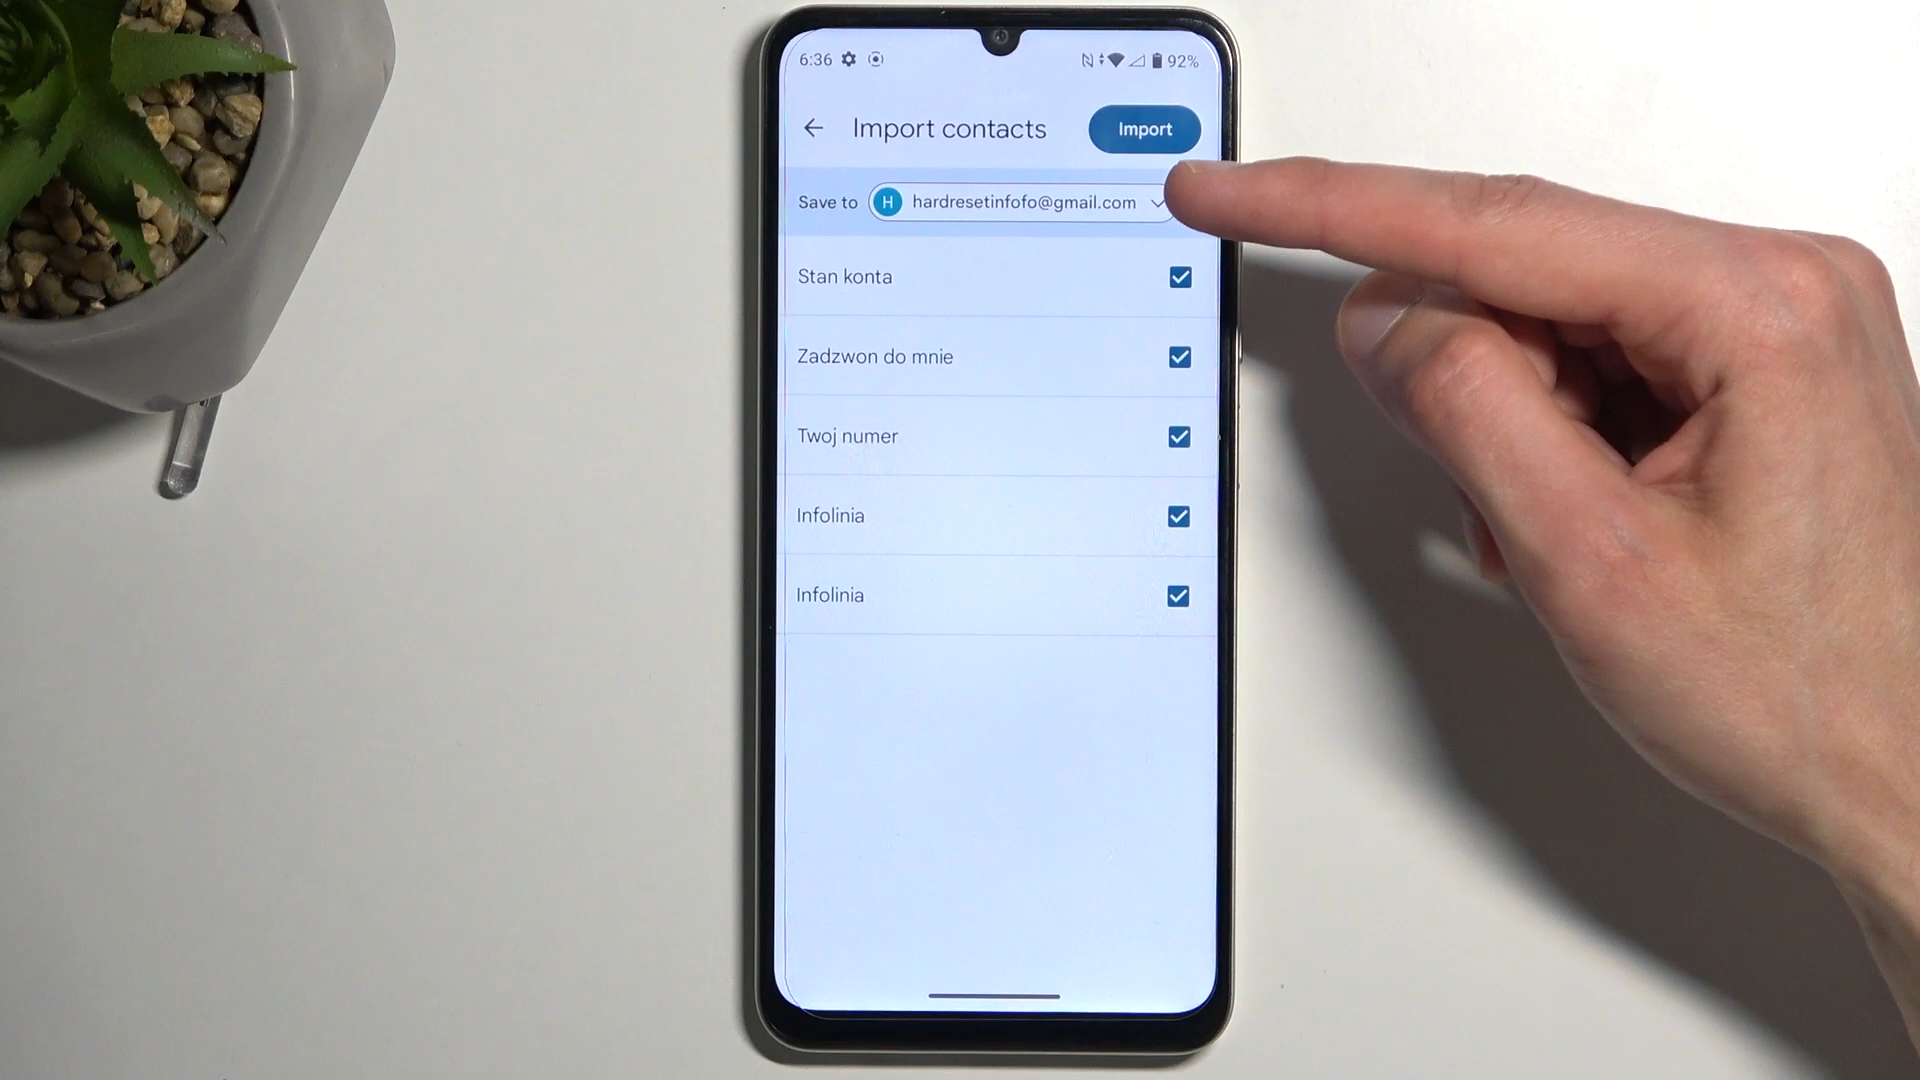 6:36 92%
Import contacts Import
Save to H hardresetinfofo@gmail.com
Stan konta
Zadzwon do mnie
Twoj numer
Infolinia
Infolinia